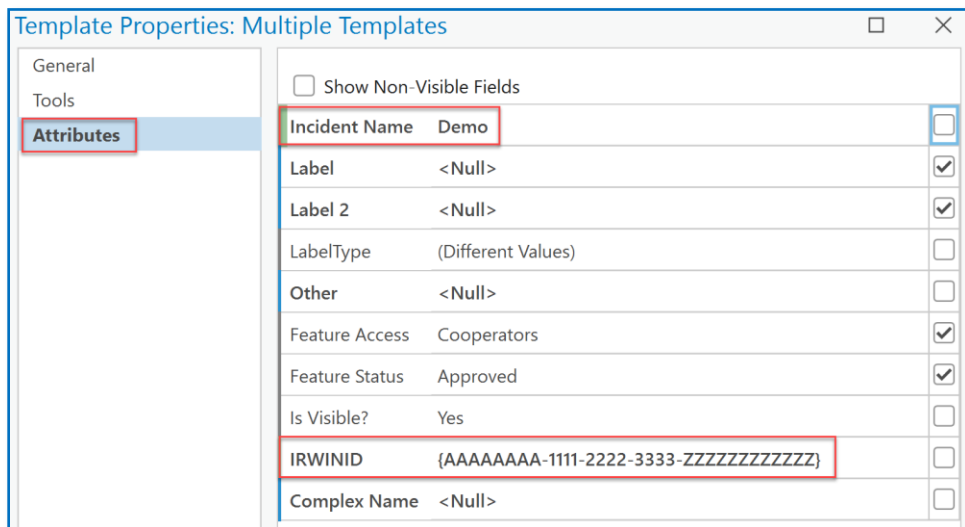 Template Properties: Multiple Templates
General
Tools
Attributes
Show Non-Visible Fields
Incident Name Demo
Label <Null>
Label 2 <Null>
LabelType (Different Values)
Other <Null>
Feature Access Cooperators
Feature Status Approved
Is Visible? Yes
IRWINID {AAAAAAAA-1111-2222-3333-ZZZZZZZZZZZZ}
Complex Name <Null>